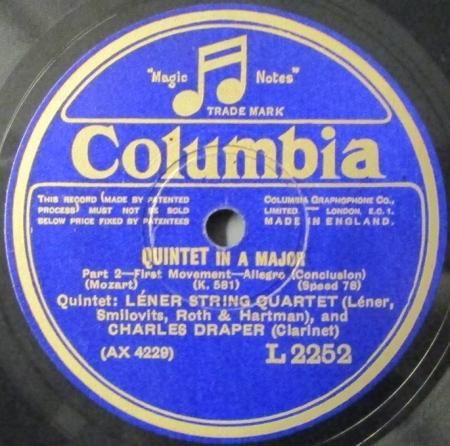 "Magic Notes"
TRADE MARK
Columbia
THIS RECORD (MADE BY PATENTED
PROCESS) MUST NOT BE SOLD
BELOW PRICE FIXED BY PATENTEES
COLUMBIA GRAPHOPHONE CO.,
LIMITED LONDON, E.C. 1.
MADE IN ENGLAND.
QUINTET IN A MAJOR
Part 2—First Movement—Allegro (Conclusion)
(Mozart) (K. 581) (Speed 78)
Quintet: LÉNER STRING QUARTET (Léner,
Smilovits, Roth & Hartman), and
CHARLES DRAPER (Clarinet)
(AX 4229) L 2252